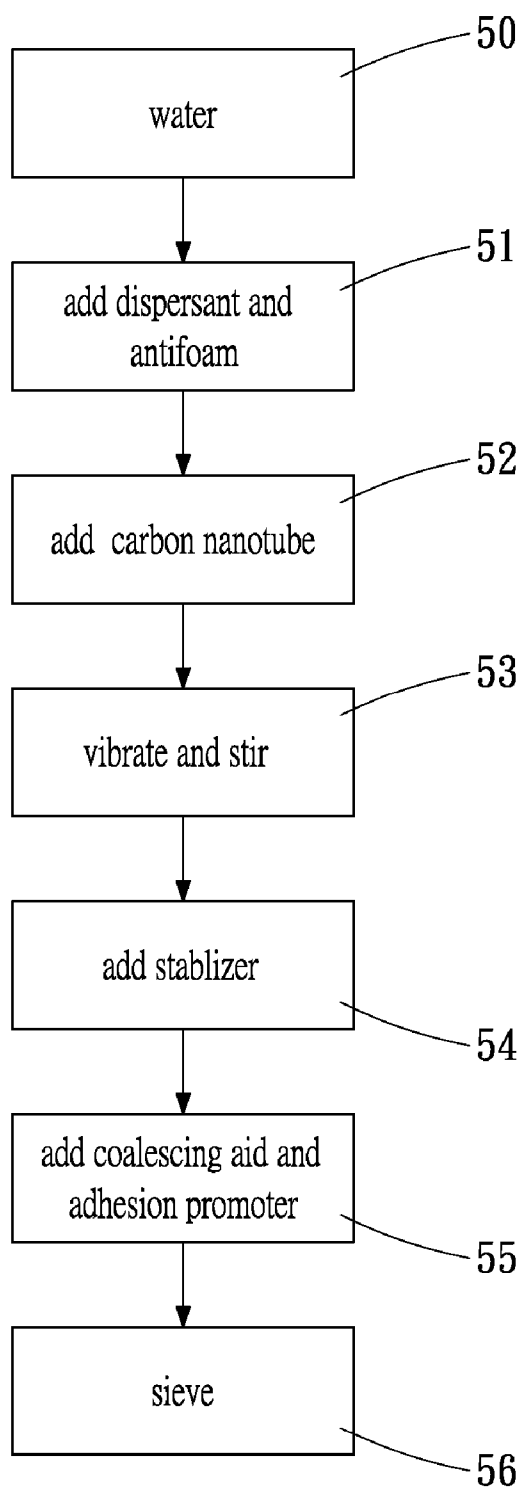 50
water
51
add dispersant and
antifoam
52
add carbon nanotube
53
vibrate and stir
add stablizer
54
add coalescing aid and
adhesion promoter
55
sieve
56